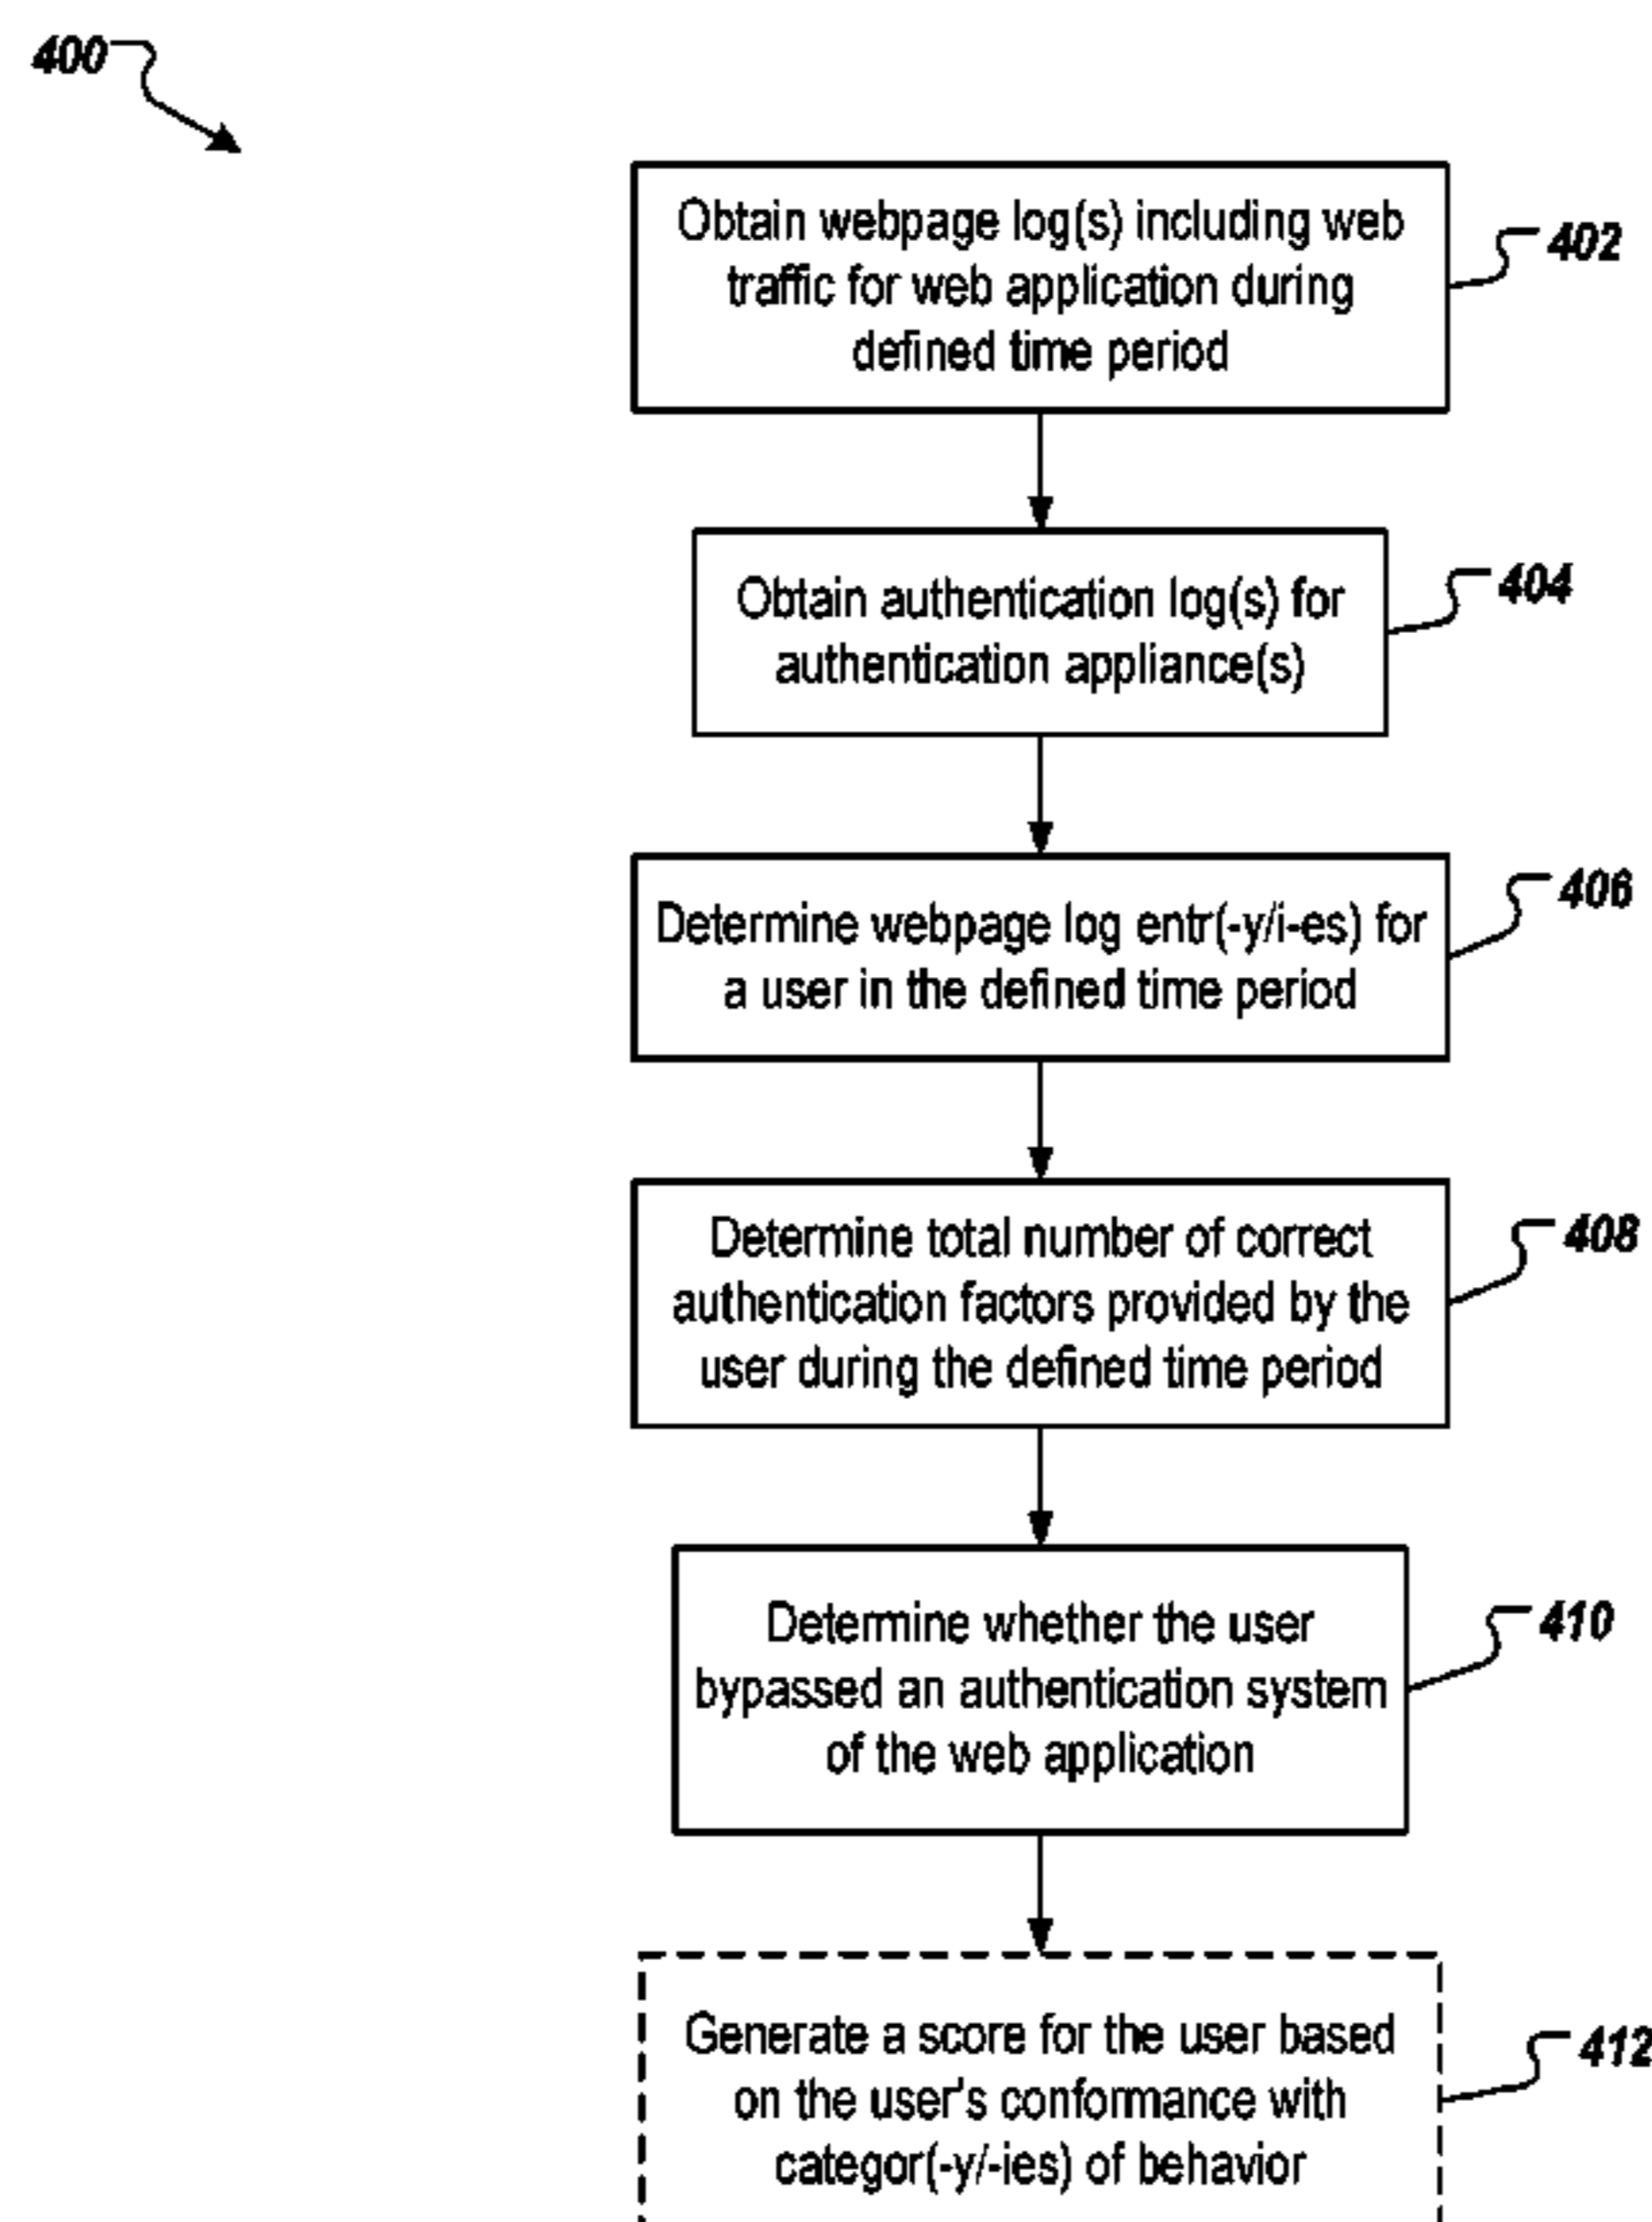 400
Obtain webpage log(s) including web
traffic for web application during
defined time period
402
Obtain authentication log(s) for
authentication appliance(s)
404
Determine webpage log entr(-y/i-es) for
a user in the defined time period
406
Determine total number of correct
authentication factors provided by the
user during the defined time period
408
Determine whether the user
bypassed an authentication system
of the web application
410
Generate a score for the user based
on the user's conformance with
categor(-y/-ies) of behavior
412